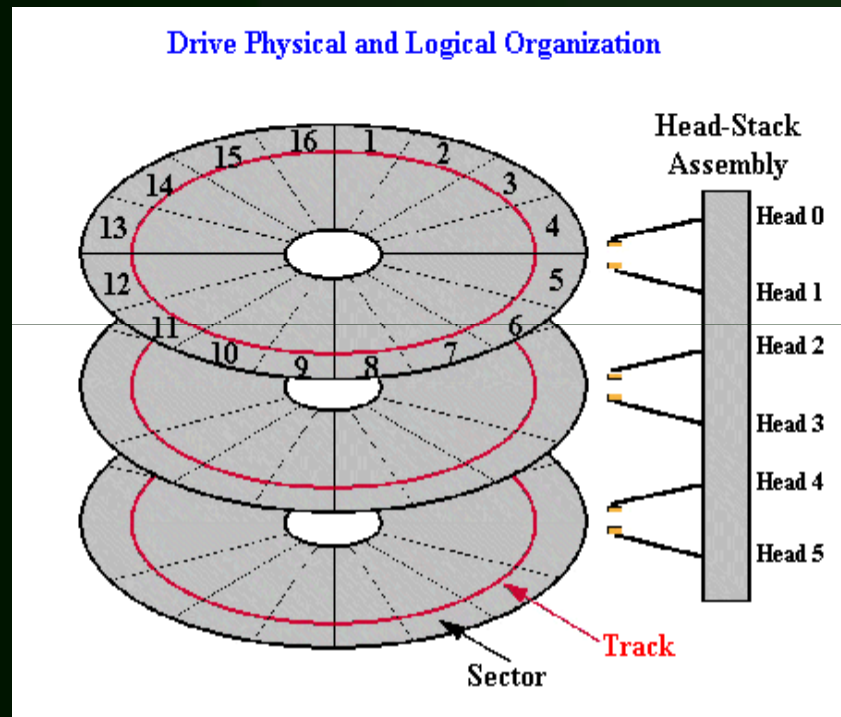 Drive Physical and Logical Organization
Head-Stack
Assembly
16 1
15 2
14 3
13 4
12 5
11 6
10 7
9 8
Head 0
Head 1
Head 2
Head 3
Head 4
Head 5
Track
Sector